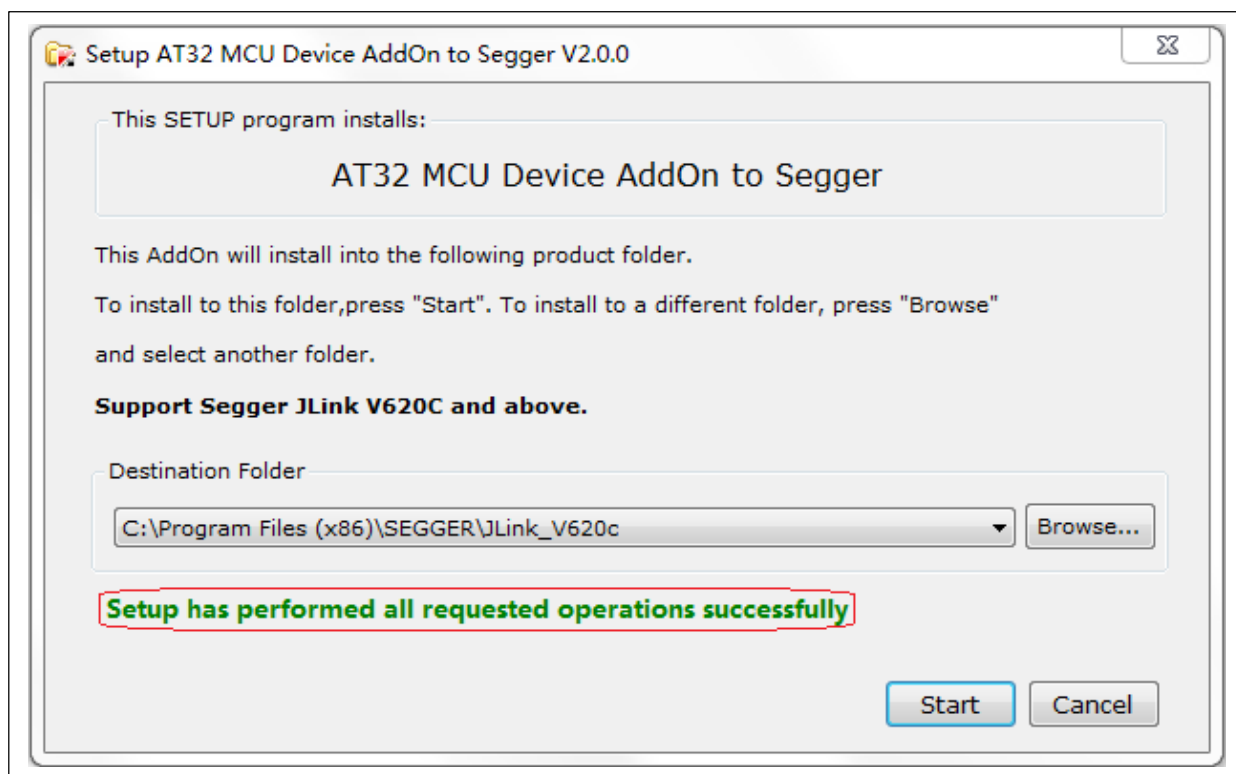 Setup AT32 MCU Device AddOn to Segger V2.0.0
This SETUP program installs:
AT32 MCU Device AddOn to Segger
This AddOn will install into the following product folder.
To install to this folder,press "Start". To install to a different folder, press "Browse"
and select another folder.
Support Segger JLink V620C and above.
Destination Folder
C:\Program Files (x86)\SEGGER\JLink_V620c
Browse...
Setup has performed all requested operations successfully
Start
Cancel